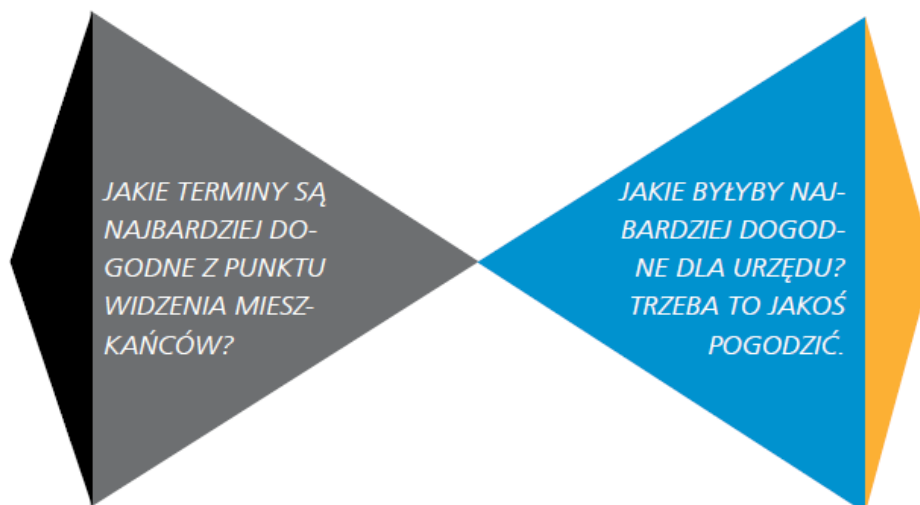 JAKIE TERMINY SĄ
NAJBARDZIEJ DO-
GODNE Z PUNKTU
WIDZENIA MIESZ-
KAŃCÓW?
JAKIE BYŁYBY NAJ-
BARDZIEJ DOGOD-
NE DLA URZĘDU?
TRZEBA TO JAKOŚ
POGODZIĆ.